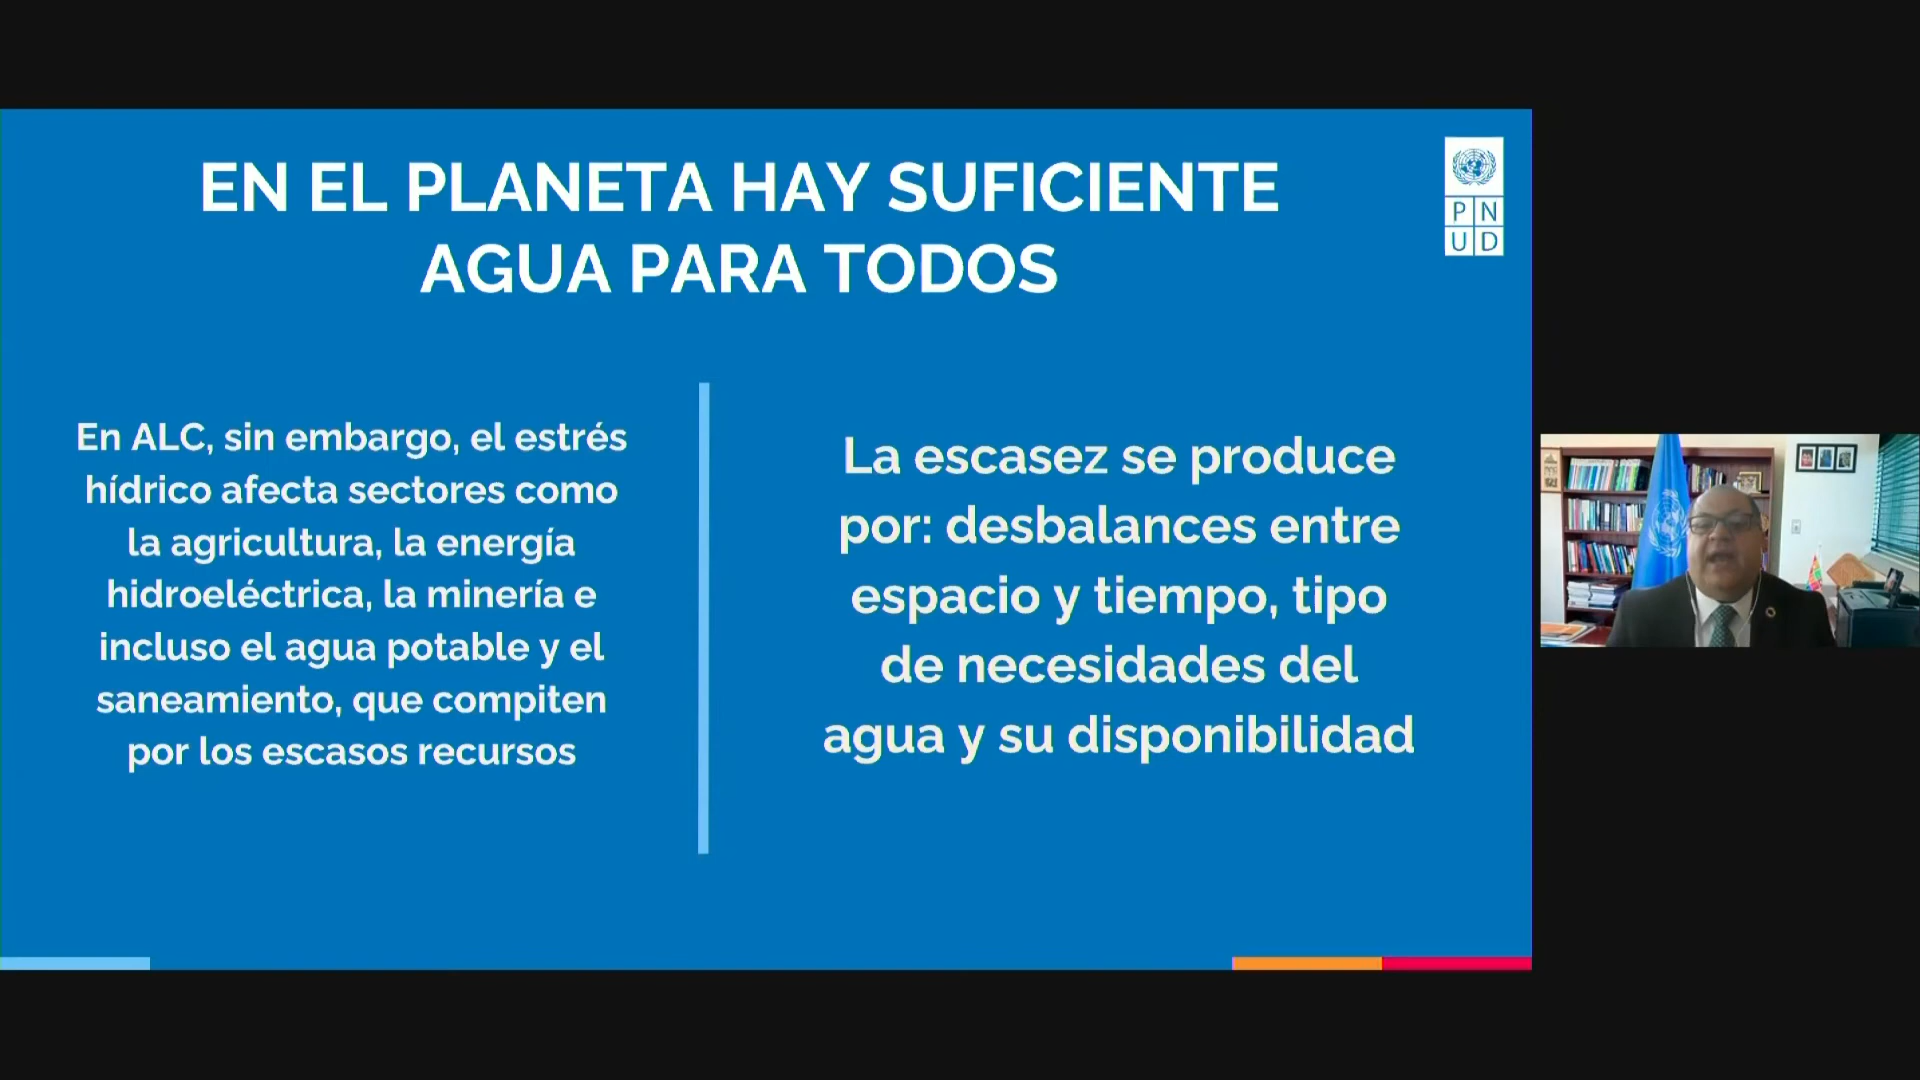 EN EL PLANETA HAY SUFICIENTE
AGUA PARA TODOS
P N
U D
En ALC, sin embargo, el estrés
hídrico afecta sectores como
la agricultura, la energía
hidroeléctrica, la minería e
incluso el agua potable y el
saneamiento, que compiten
por los escasos recursos
La escasez se produce
por: desbalances entre
espacio y tiempo, tipo
de necesidades del
agua y su disponibilidad